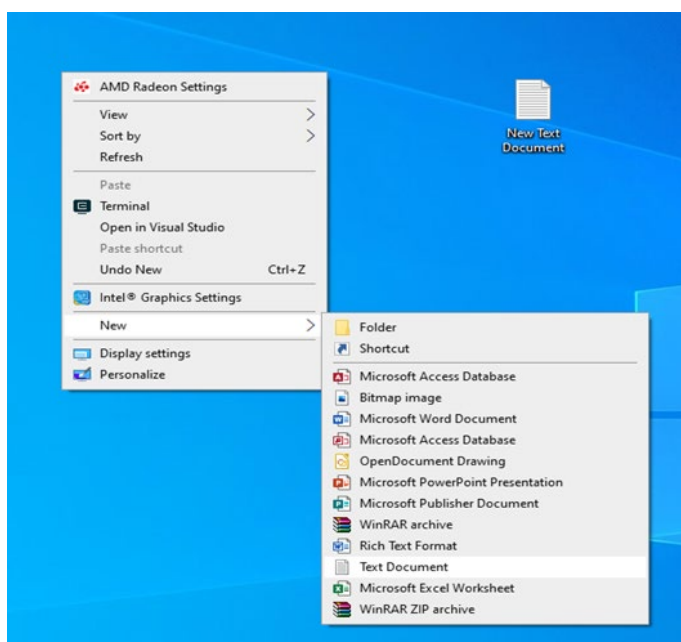 AMD Radeon Settings
View
Sort by
Refresh
Paste
Terminal
Open in Visual Studio
Paste shortcut
Undo New Ctrl+Z
Intel® Graphics Settings
New
Display settings
Personalize
New Text
Document
Folder
Shortcut
Microsoft Access Database
Bitmap image
Microsoft Word Document
Microsoft Access Database
OpenDocument Drawing
Microsoft PowerPoint Presentation
Microsoft Publisher Document
WinRAR archive
Rich Text Format
Text Document
Microsoft Excel Worksheet
WinRAR ZIP archive